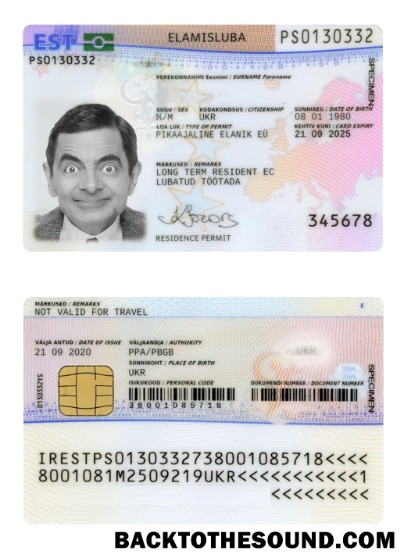 EST
ELAMISLUBA
PS0130332
PS0130332
PEREKONNANIMI Eesnimi / SURNAME Forename
SUGU / SEX KODAKONDSUS / CITIZENSHIP SÜNNIAEG / DATE OF BIRTH
M/M UKR 08 01 1980
LOA LIIK / TYPE OF PERMIT KEHTIV KUNI / CARD EXPIRY
PIKAAJALINE ELANIK EÜ 21 09 2025
MÄRKUSED / REMARKS
LONG TERM RESIDENT EC
LUBATUD TÖÖTADA
RESIDENCE PERMIT
345678
SPECIMEN
MÄRKUSED / REMARKS
NOT VALID FOR TRAVEL
E
VÄLJA ANTUD / DATE OF ISSUE VÄLJAANDJA / AUTHORITY
21 09 2020 PPA/PBGB
SÜNNIKOHT / PLACE OF BIRTH
UKR
UKR
ISIKUKOOD / PERSONAL CODE DOKUMENDI NUMBER / DOCUMENT NUMBER
38001085718
SPECIMEN
IRESTPS0130332738001085718<<<<
8001081M2509219UKR<<<<<<<<<<<1
<<<<<<<<<
BACKTOTHESOUND.COM